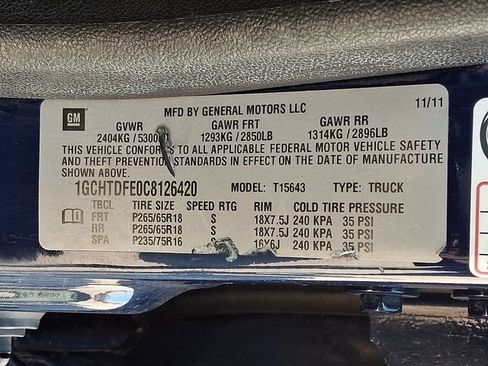 GM
MFD BY GENERAL MOTORS LLC
11/11
GVWR GAWR FRT GAWR RR
2404KG / 5300LB 1293KG / 2850LB 1314KG / 2896LB
THIS VEHICLE CONFORMS TO ALL APPLICABLE FEDERAL MOTOR VEHICLE SAFETY
AND THEFT PREVENTION STANDARDS IN EFFECT ON THE DATE OF MANUFACTURE
SHOWN ABOVE.
1GCHTDFE0C8126420 MODEL: T15643 TYPE: TRUCK
TBCL TIRE SIZE SPEED RTG RIM COLD TIRE PRESSURE
FRT P265/65R18 S 18X7.5J 240 KPA 35 PSI
RR P265/65R18 S 18X7.5J 240 KPA 35 PSI
SPA P235/75R16 S 16X6J 240 KPA 35 PSI